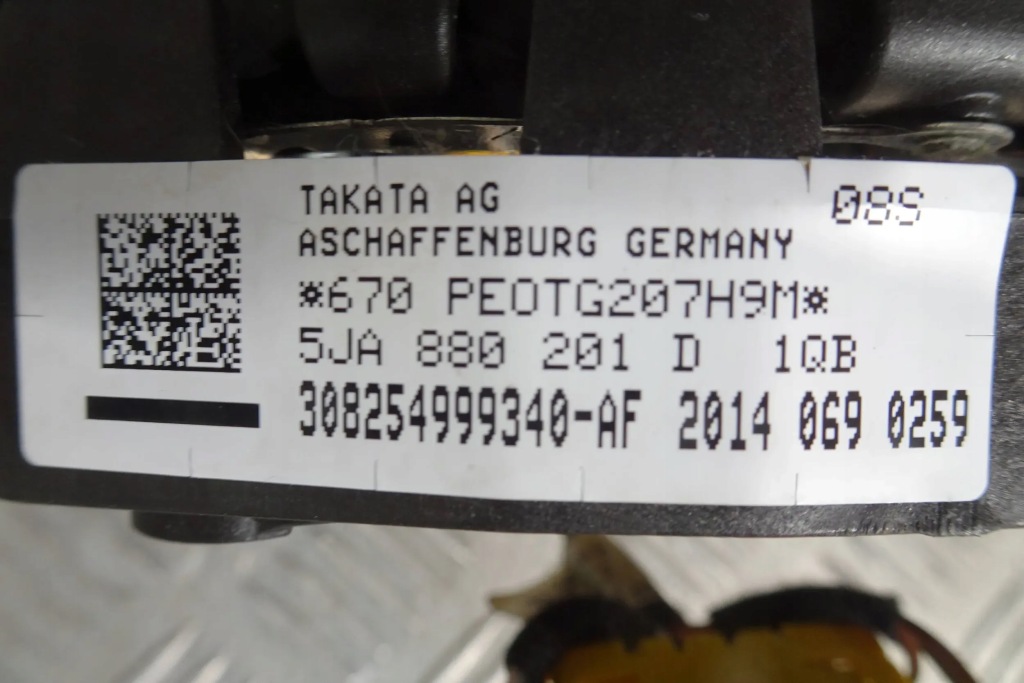 TAKATA AG 08S
ASCHAFFENBURG GERMANY
*670 PEOTG207H9M*
5JA 880 201 D 1QB
308254999340-AF 2014 069 0259